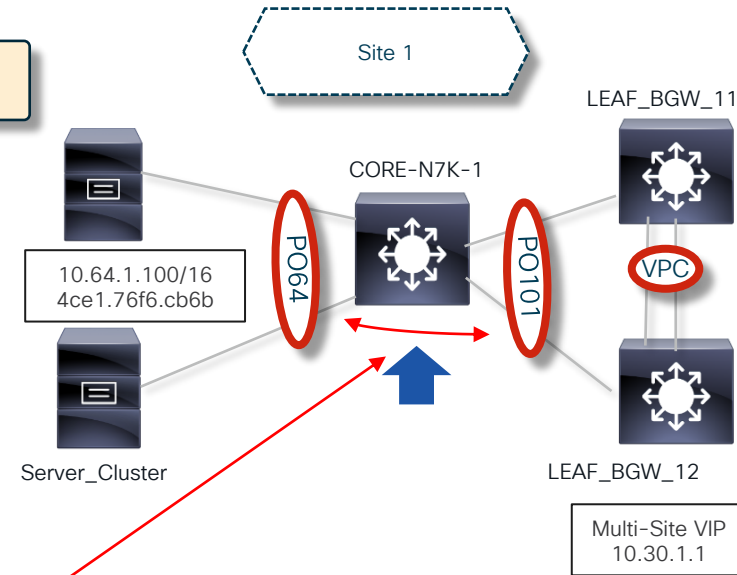 Site 1
LEAF_BGW_11
CORE-N7K-1
PO64
PO101
VPC
10.64.1.100/16
4ce1.76f6.cb6b
Server_Cluster
LEAF_BGW_12
Multi-Site VIP
10.30.1.1